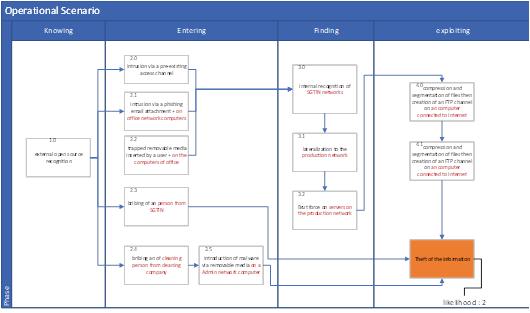 Operational Scenario
Knowing
Entering
Finding
exploiting
Phase
1.0
external open source
recognition
2.0
intrusion via a pre-existing
access channel
2.1
Intrusion via a phishing
email attachment + on
office network computers
2.2
trapped removable media
inserted by a user + on the
computers of office
2.3
bribing of an person from
SGTIN
2.4
bribing an of cleaning
person from cleaning
company
2.5
introduction of malware
via removable media on a
Admin network computer
3.0
internal recognition of
SGTIN networks
3.1
lateralization to the
production network
3.2
Brut force on servers on
the production network
4.0
compression and
segmentation of files then
creation of an FTP channel
on an computer
connected to Internet
4.1
compression and
segmentation of files then
creation of an FTP channel
on an computer
connected to Internet
Theft of the information
likelihood : 2